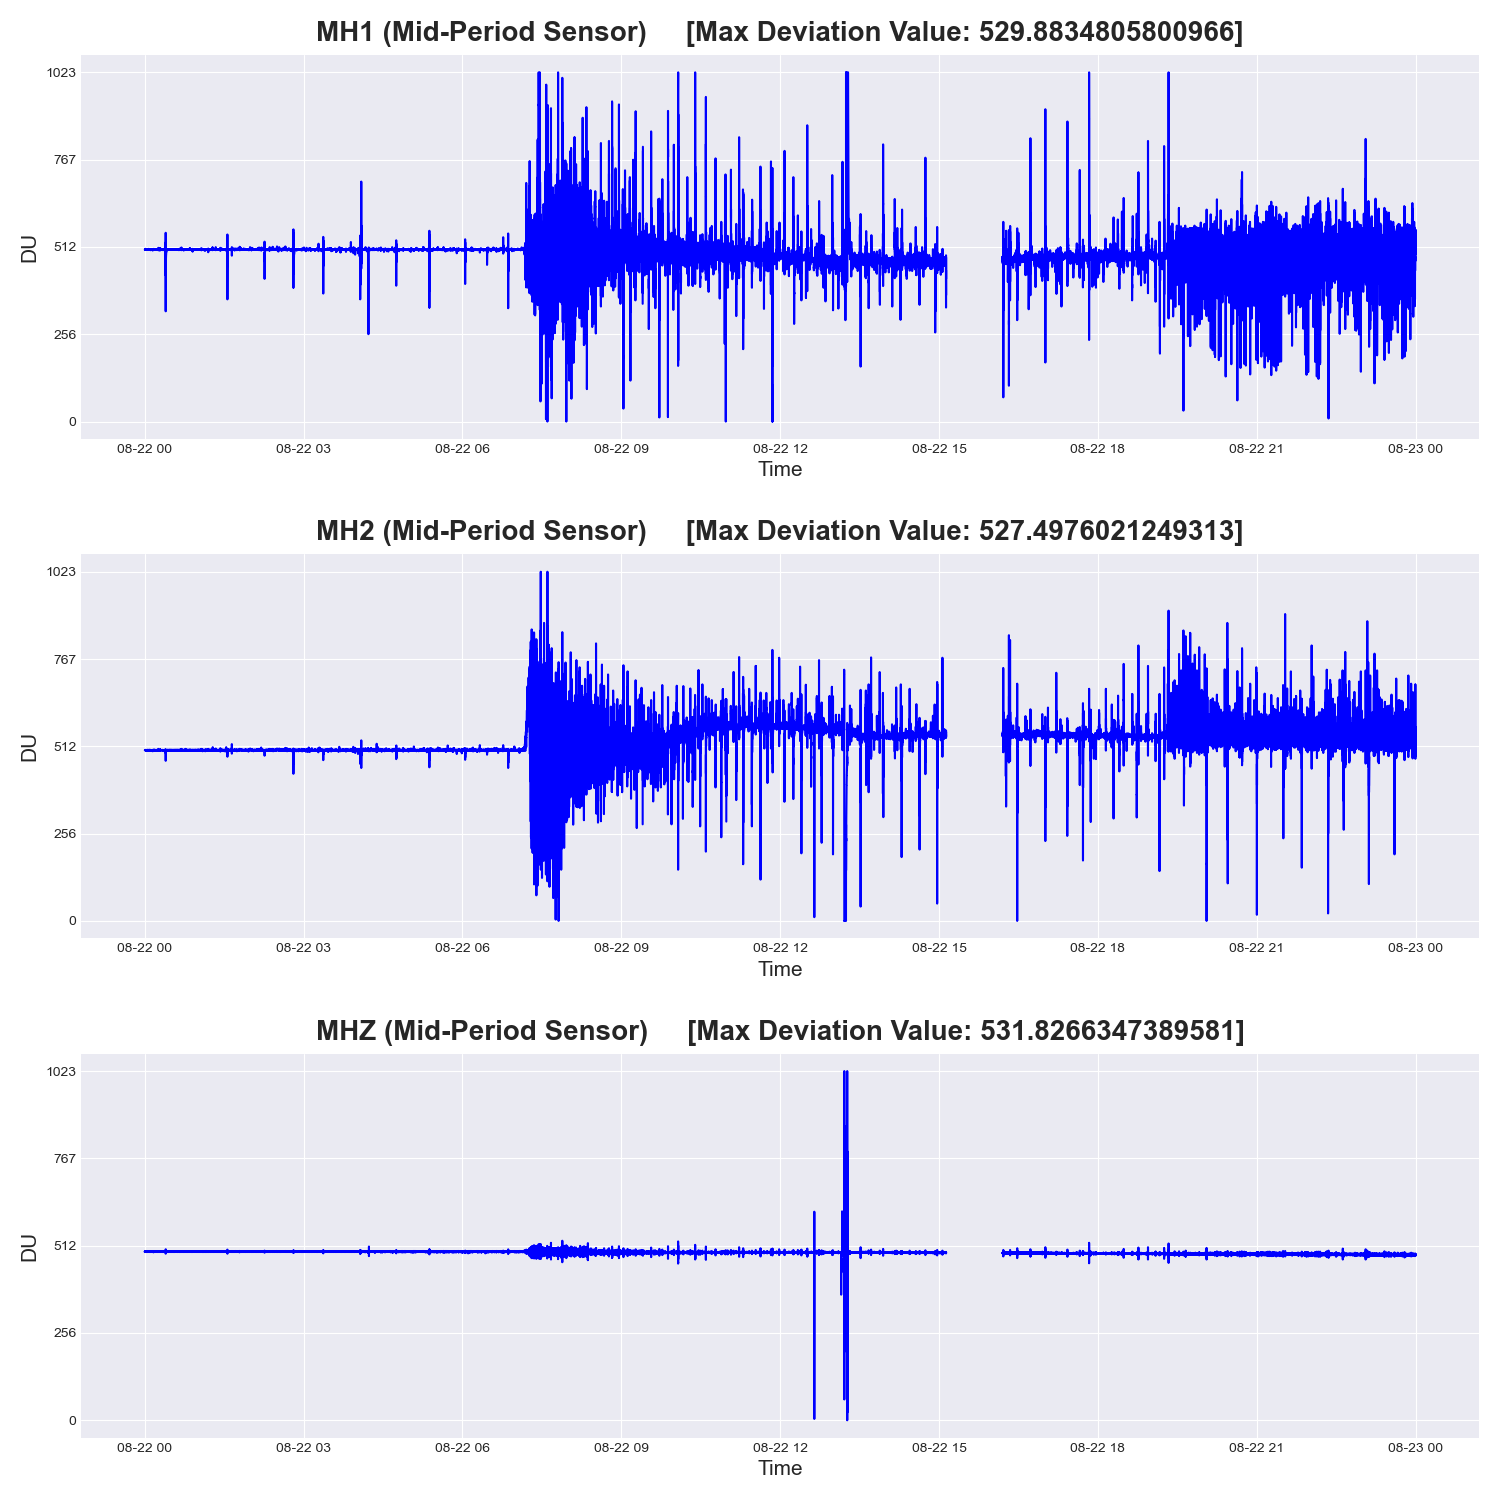 MH1 (Mid-Period Sensor) [Max Deviation Value: 529.8834805800966]
1023
767
512
256
0
DU
08-22 00 08-22 03 08-22 06 08-22 09 08-22 12 08-22 15 08-22 18 08-22 21 08-23 00
Time
MH2 (Mid-Period Sensor) [Max Deviation Value: 527.4976021249313]
1023
767
512
256
0
DU
08-22 00 08-22 03 08-22 06 08-22 09 08-22 12 08-22 15 08-22 18 08-22 21 08-23 00
Time
MHZ (Mid-Period Sensor) [Max Deviation Value: 531.8266347389581]
1023
767
512
256
0
DU
08-22 00 08-22 03 08-22 06 08-22 09 08-22 12 08-22 15 08-22 18 08-22 21 08-23 00
Time